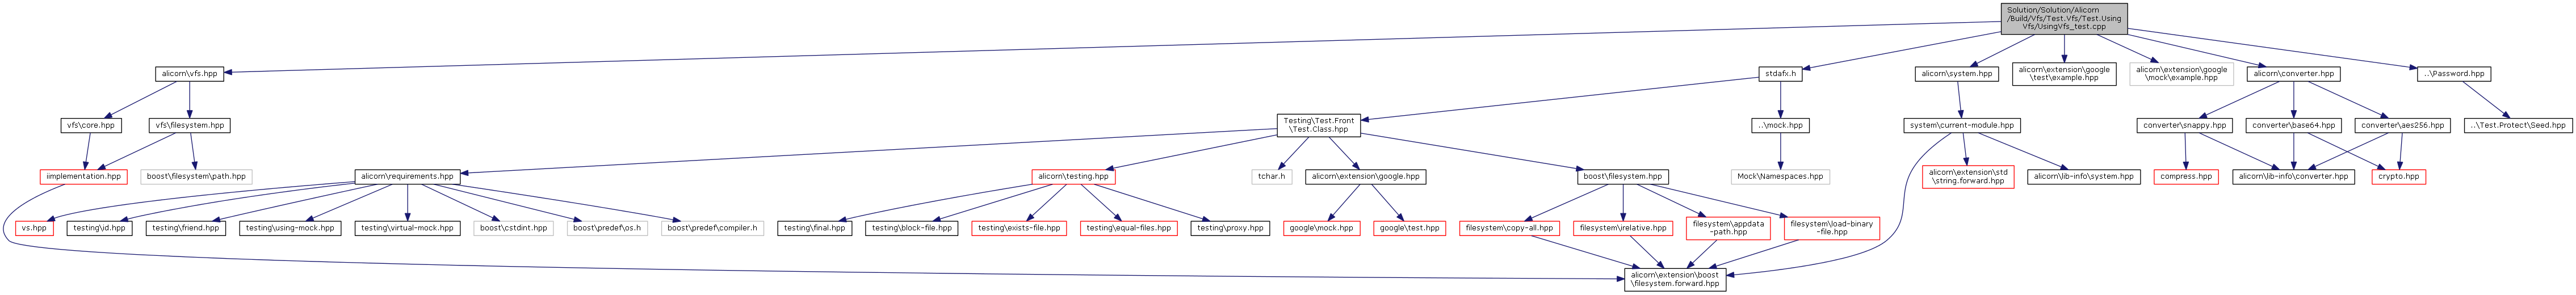 Solution/Solution/Alicorn
/Build/Vfs/Test.Vfs/Test.Using
Vfs/UsingVfs_test.cpp
alicorn\vfs.hpp
stdafx.h
alicorn\system.hpp
alicorn\extension\google
\test\example.hpp
alicorn\extension\google
\mock\example.hpp
alicorn\converter.hpp
..\Password.hpp
vfs\core.hpp
vfs\filesystem.hpp
Testing\Test.Front
\Test.Class.hpp
..\mock.hpp
system\current-module.hpp
converter\snappy.hpp
converter\base64.hpp
converter\aes256.hpp
..\Test.Protect\Seed.hpp
iimplementation.hpp
boost\filesystem\path.hpp
alicorn\requirements.hpp
alicorn\testing.hpp
tchar.h
alicorn\extension\google.hpp
boost\filesystem.hpp
Mock\Namespaces.hpp
alicorn\extension\std
\string.forward.hpp
alicorn\lib-info\system.hpp
compress.hpp
alicorn\lib-info\converter.hpp
crypto.hpp
vs.hpp
testing\id.hpp
testing\friend.hpp
testing\using-mock.hpp
testing\virtual-mock.hpp
boost\cstdint.hpp
boost\predef\os.h
boost\predef\compiler.h
testing\final.hpp
testing\block-file.hpp
testing\exists-file.hpp
testing\equal-files.hpp
testing\proxy.hpp
google\mock.hpp
google\test.hpp
filesystem\copy-all.hpp
filesystem\irelative.hpp
filesystem\appdata
-path.hpp
filesystem\load-binary
-file.hpp
alicorn\extension\boost
\filesystem.forward.hpp